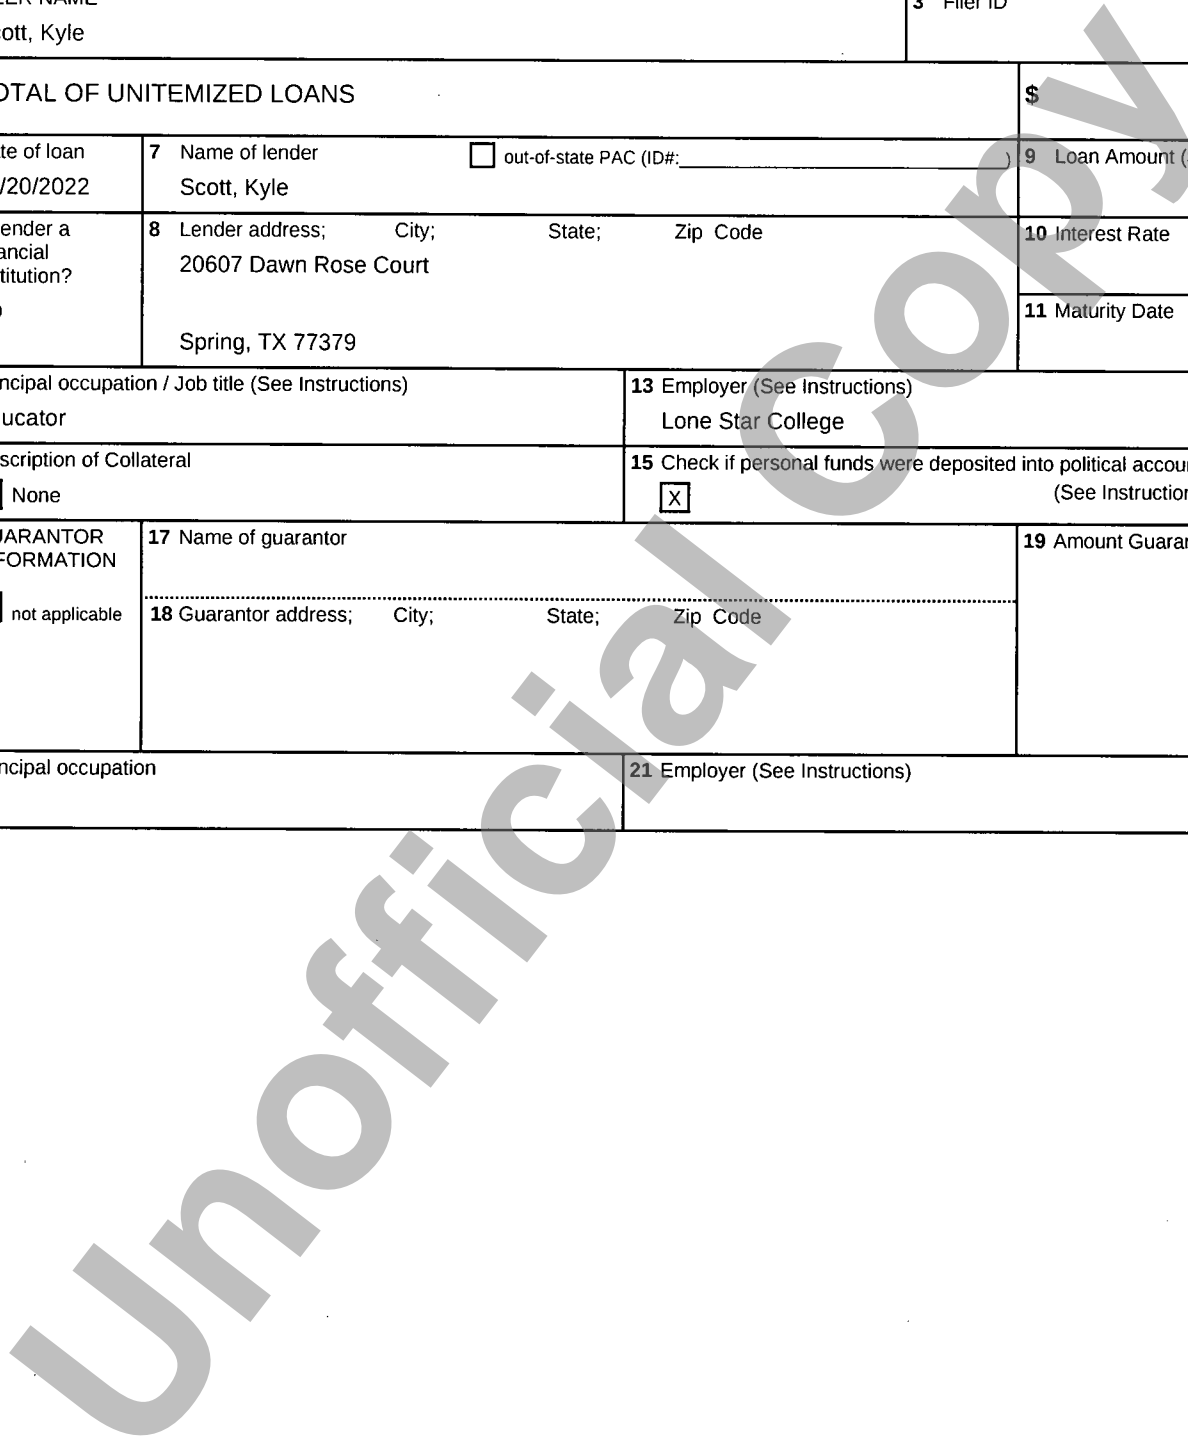 ott, Kyle
3 Filer ID
OTAL OF UNITEMIZED LOANS
$
te of loan
/20/2022
7 Name of lender
out-of-state PAC (ID#: )
Scott, Kyle
9 Loan Amount (
ender a
ancial
titution?
8 Lender address; City; State; Zip Code
20607 Dawn Rose Court
Spring, TX 77379
10 Interest Rate
11 Maturity Date
ncipal occupation / Job title (See Instructions)
ucator
13 Employer (See Instructions)
Lone Star College
scription of Collateral
None
15 Check if personal funds were deposited into political accou
X
(See Instruction
UARANTOR
FORMATION
not applicable
17 Name of guarantor
18 Guarantor address; City; State; Zip Code
19 Amount Guaran
ncipal occupation
21 Employer (See Instructions)
Unofficial Copy